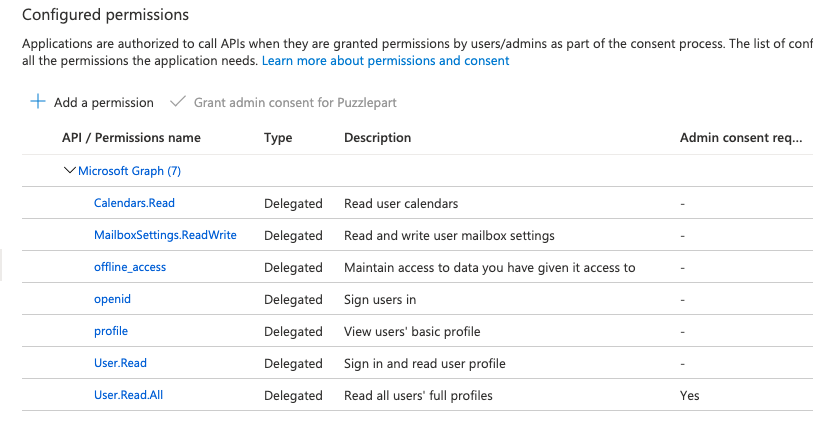 Configured permissions
Applications are authorized to call APIs when they are granted permissions by users/admins as part of the consent process. The list of conf
all the permissions the application needs. Learn more about permissions and consent
Add a permission Grant admin consent for Puzzlepart
API / Permissions name Type Description Admin consent req...
Microsoft Graph (7)
Calendars.Read Delegated Read user calendars -
MailboxSettings.ReadWrite Delegated Read and write user mailbox settings -
offline_access Delegated Maintain access to data you have given it access to -
openid Delegated Sign users in -
profile Delegated View users' basic profile -
User.Read Delegated Sign in and read user profile -
User.Read.All Delegated Read all users' full profiles Yes